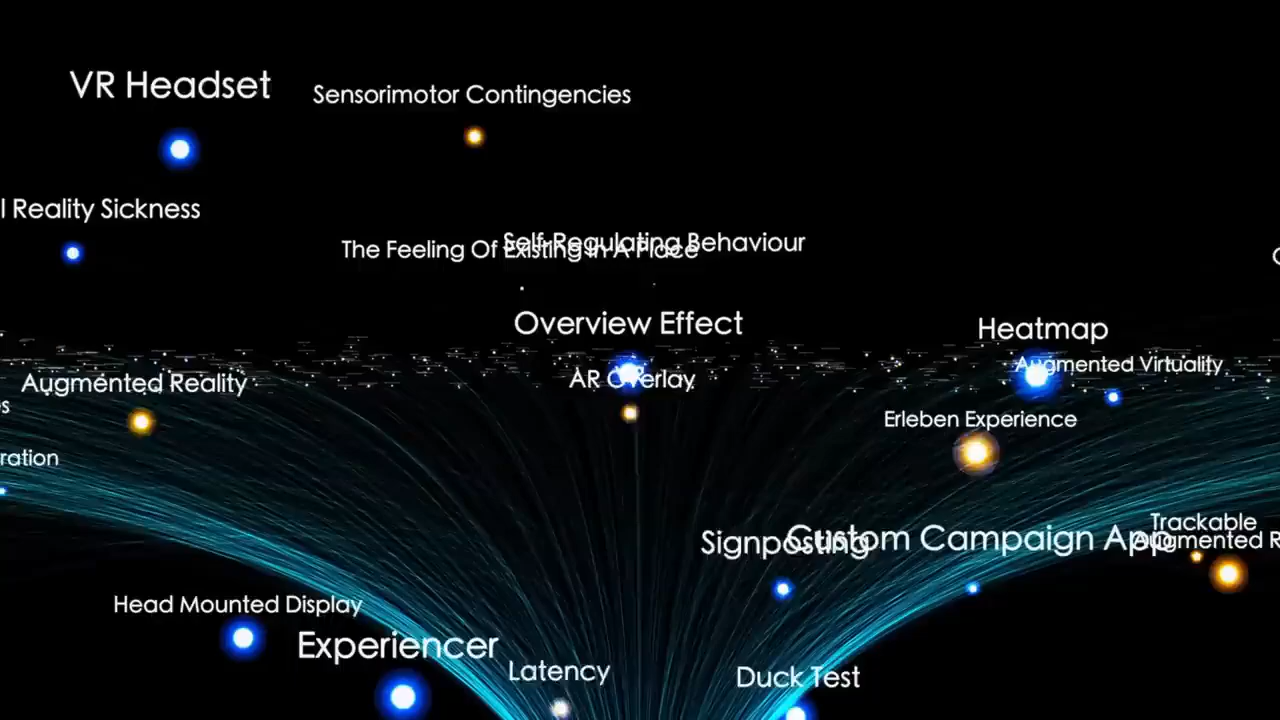 VR Headset
Sensorimotor Contingencies
l Reality Sickness
Self-Regulating Behaviour
The Feeling Of Existing In A Place
Overview Effect
Heatmap
Augmented Virtuality
AR Overlay
Augmented Reality
s
Erleben Experience
ration
Trackable
Custom Campaign App
Signposting
Augmented R
Head Mounted Display
Experiencer
Latency
Duck Test